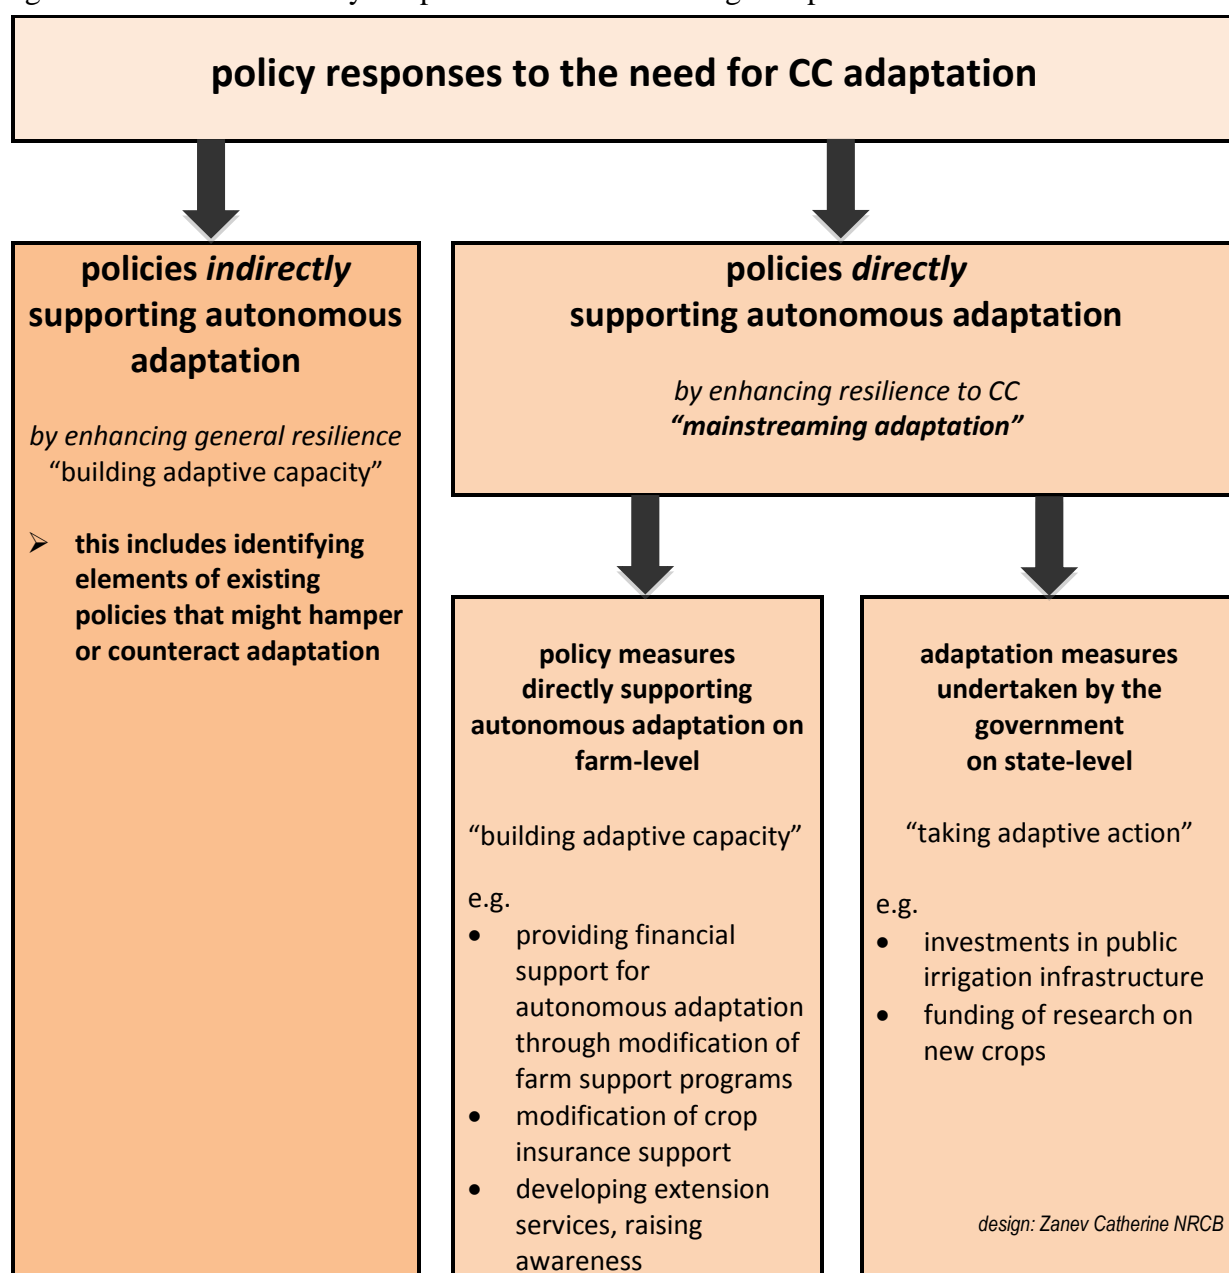 policy responses to the need for CC adaptation
policies indirectly
supporting autonomous
adaptation
by enhancing general resilience
“building adaptive capacity”
➢ this includes identifying
elements of existing
policies that might hamper
or counteract adaptation
policies directly
supporting autonomous adaptation
by enhancing resilience to CC
“mainstreaming adaptation”
policy measures
directly supporting
autonomous adaptation on
farm-level
“building adaptive capacity”
e.g.
• providing financial
support for
autonomous adaptation
through modification of
farm support programs
• modification of crop
insurance support
• developing extension
services, raising
awareness
adaptation measures
undertaken by the
government
on state-level
“taking adaptive action”
e.g.
• investments in public
irrigation infrastructure
• funding of research on
new crops
design: Zanev Catherine NRCB